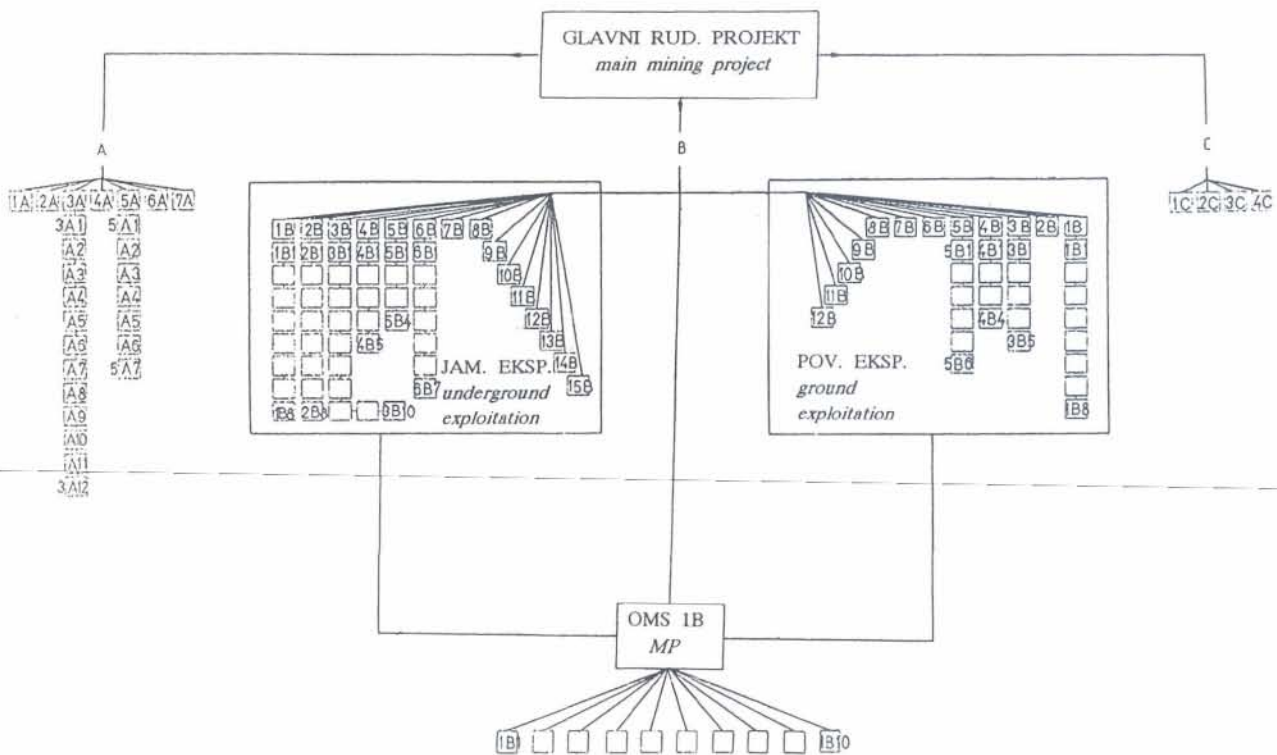 GLAVNI RUD. PROJEKT
main mining project
A
B
C
1A 2A 3A 4A 5A 6A 7A
3A1 5A1
A2 A2
A3 A3
A4 A4
A5 A5
A6 A6
A7 5A7
A8
A9
A10
A11
3A12
1B 2B 3B 4B 5B 6B 7B 8B
1B1 2B1 3B1 4B1 5B1 6B1
9B
10B
11B
12B
13B
14B
15B
5B4
4B5
6B7
1B8 2B8 3B10
JAM. EKSP.
underground
exploitation
8B 7B 6B 5B 4B 3B 2B 1B
9B 5B1 4B1 3B 1B1
10B
11B
12B
4B4
3B5
5B6
1B8
POV. EKSP.
ground
exploitation
1C 2C 3C 4C
OMS 1B
MP
1B1 1B10